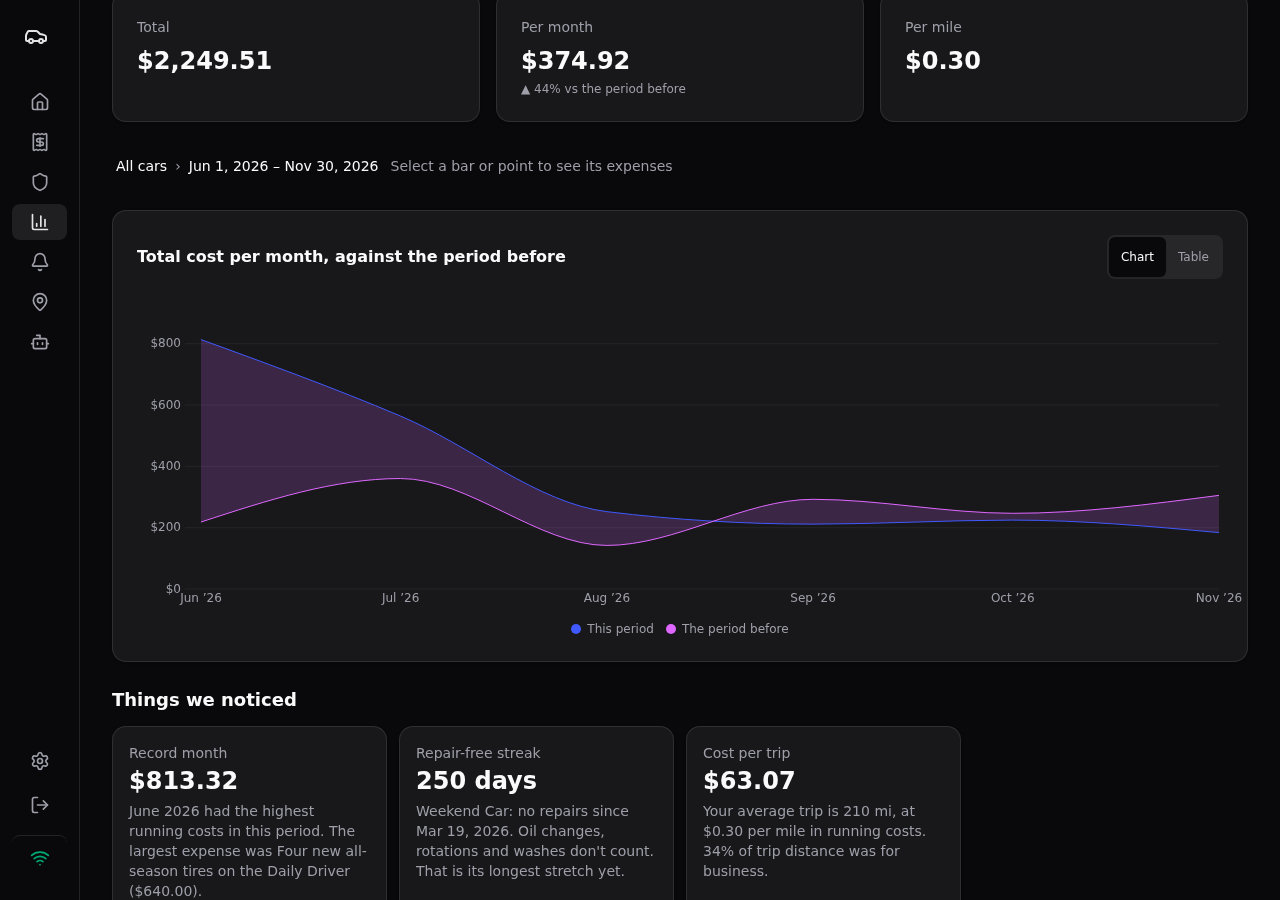 Total
$2,249.51
Per month
$374.92
▲ 44% vs the period before
Per mile
$0.30
All cars › Jun 1, 2026 – Nov 30, 2026 Select a bar or point to see its expenses
Total cost per month, against the period before
Chart Table
$800
$600
$400
$200
$0
Jun ’26 Jul ’26 Aug ’26 Sep ’26 Oct ’26 Nov ’26
This period The period before
Things we noticed
Record month
$813.32
June 2026 had the highest
running costs in this period. The
largest expense was Four new all-
season tires on the Daily Driver
($640.00).
Repair-free streak
250 days
Weekend Car: no repairs since
Mar 19, 2026. Oil changes,
rotations and washes don't count.
That is its longest stretch yet.
Cost per trip
$63.07
Your average trip is 210 mi, at
$0.30 per mile in running costs.
34% of trip distance was for
business.